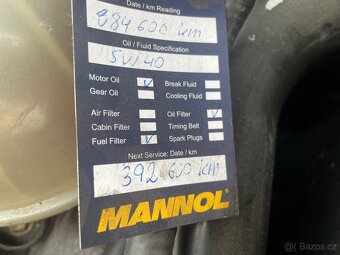 Date / km Reading
384 600 km
Oil / Fluid Specification
5W40
Motor Oil Break Fluid
Gear Oil Cooling Fluid
Air Filter Oil Filter
Cabin Filter Timing Belt
Fuel Filter Spark Plugs
Next Service: Date / km
392 600 km
MANNOL
Bazos.cz